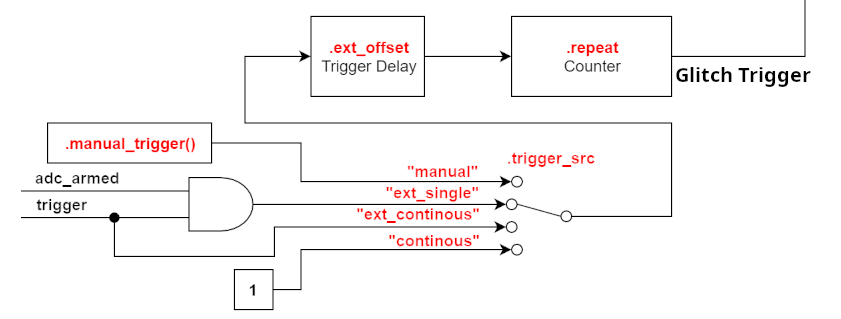 .ext_offset
Trigger Delay
.repeat
Counter
Glitch Trigger
.manual_trigger()
.trigger_src
"manual"
adc_armed
"ext_single"
trigger
"ext_continous"
"continous"
1